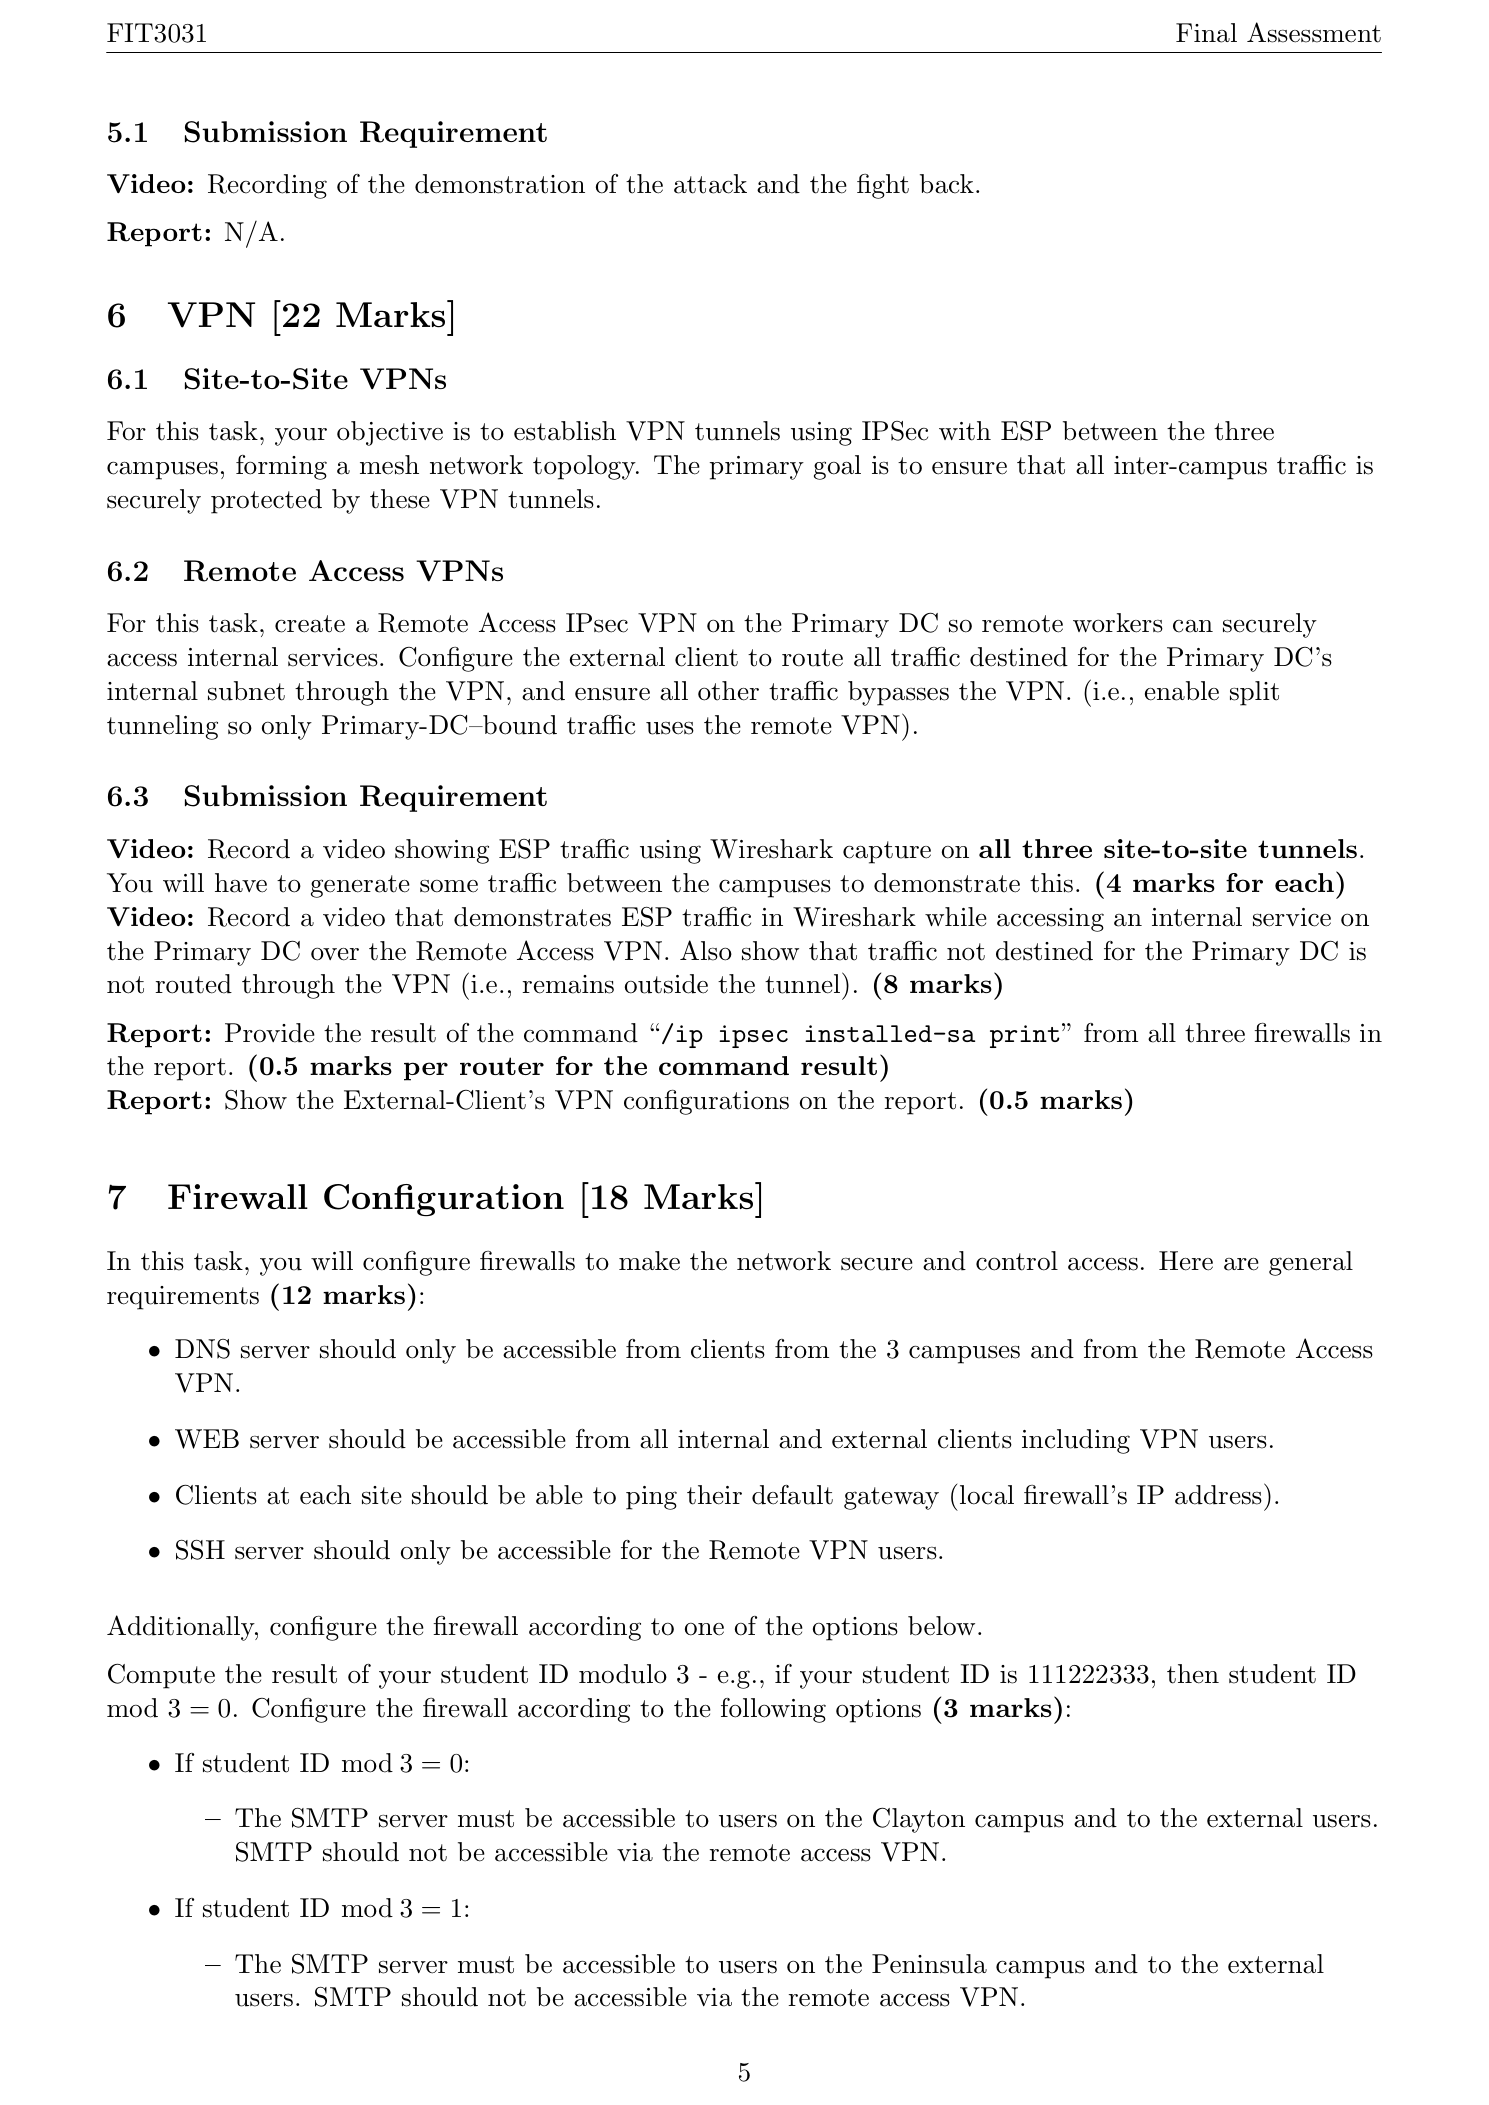 FIT3031 Final Assessment
5.1 Submission Requirement
Video: Recording of the demonstration of the attack and the fight back.
Report: N/A.
6 VPN [22 Marks]
6.1 Site-to-Site VPNs
For this task, your objective is to establish VPN tunnels using IPSec with ESP between the three
campuses, forming a mesh network topology. The primary goal is to ensure that all inter-campus traffic is
securely protected by these VPN tunnels.
6.2 Remote Access VPNs
For this task, create a Remote Access IPsec VPN on the Primary DC so remote workers can securely
access internal services. Configure the external client to route all traffic destined for the Primary DC's
internal subnet through the VPN, and ensure all other traffic bypasses the VPN. (i.e., enable split
tunneling so only Primary-DC–bound traffic uses the remote VPN).
6.3 Submission Requirement
Video: Record a video showing ESP traffic using Wireshark capture on all three site-to-site tunnels.
You will have to generate some traffic between the campuses to demonstrate this. (4 marks for each)
Video: Record a video that demonstrates ESP traffic in Wireshark while accessing an internal service on
the Primary DC over the Remote Access VPN. Also show that traffic not destined for the Primary DC is
not routed through the VPN (i.e., remains outside the tunnel). (8 marks)
Report: Provide the result of the command “/ip ipsec installed-sa print” from all three firewalls in
the report. (0.5 marks per router for the command result)
Report: Show the External-Client's VPN configurations on the report. (0.5 marks)
7 Firewall Configuration [18 Marks]
In this task, you will configure firewalls to make the network secure and control access. Here are general
requirements (12 marks):
• DNS server should only be accessible from clients from the 3 campuses and from the Remote Access
VPN.
• WEB server should be accessible from all internal and external clients including VPN users.
• Clients at each site should be able to ping their default gateway (local firewall's IP address).
• SSH server should only be accessible for the Remote VPN users.
Additionally, configure the firewall according to one of the options below.
Compute the result of your student ID modulo 3 - e.g., if your student ID is 111222333, then student ID
mod 3 = 0. Configure the firewall according to the following options (3 marks):
• If student ID mod 3 = 0:
– The SMTP server must be accessible to users on the Clayton campus and to the external users.
SMTP should not be accessible via the remote access VPN.
• If student ID mod 3 = 1:
– The SMTP server must be accessible to users on the Peninsula campus and to the external
users. SMTP should not be accessible via the remote access VPN.
5